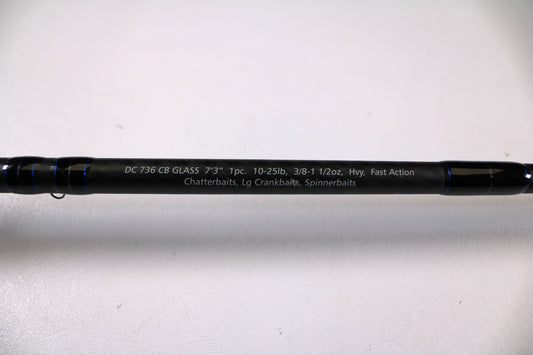 DC 736 CB GLASS 7'3" 1pc. 10-25lb, 3/8-1 1/2oz, Hvy, Fast Action
Chatterbaits, Lg Crankbaits, Spinnerbaits